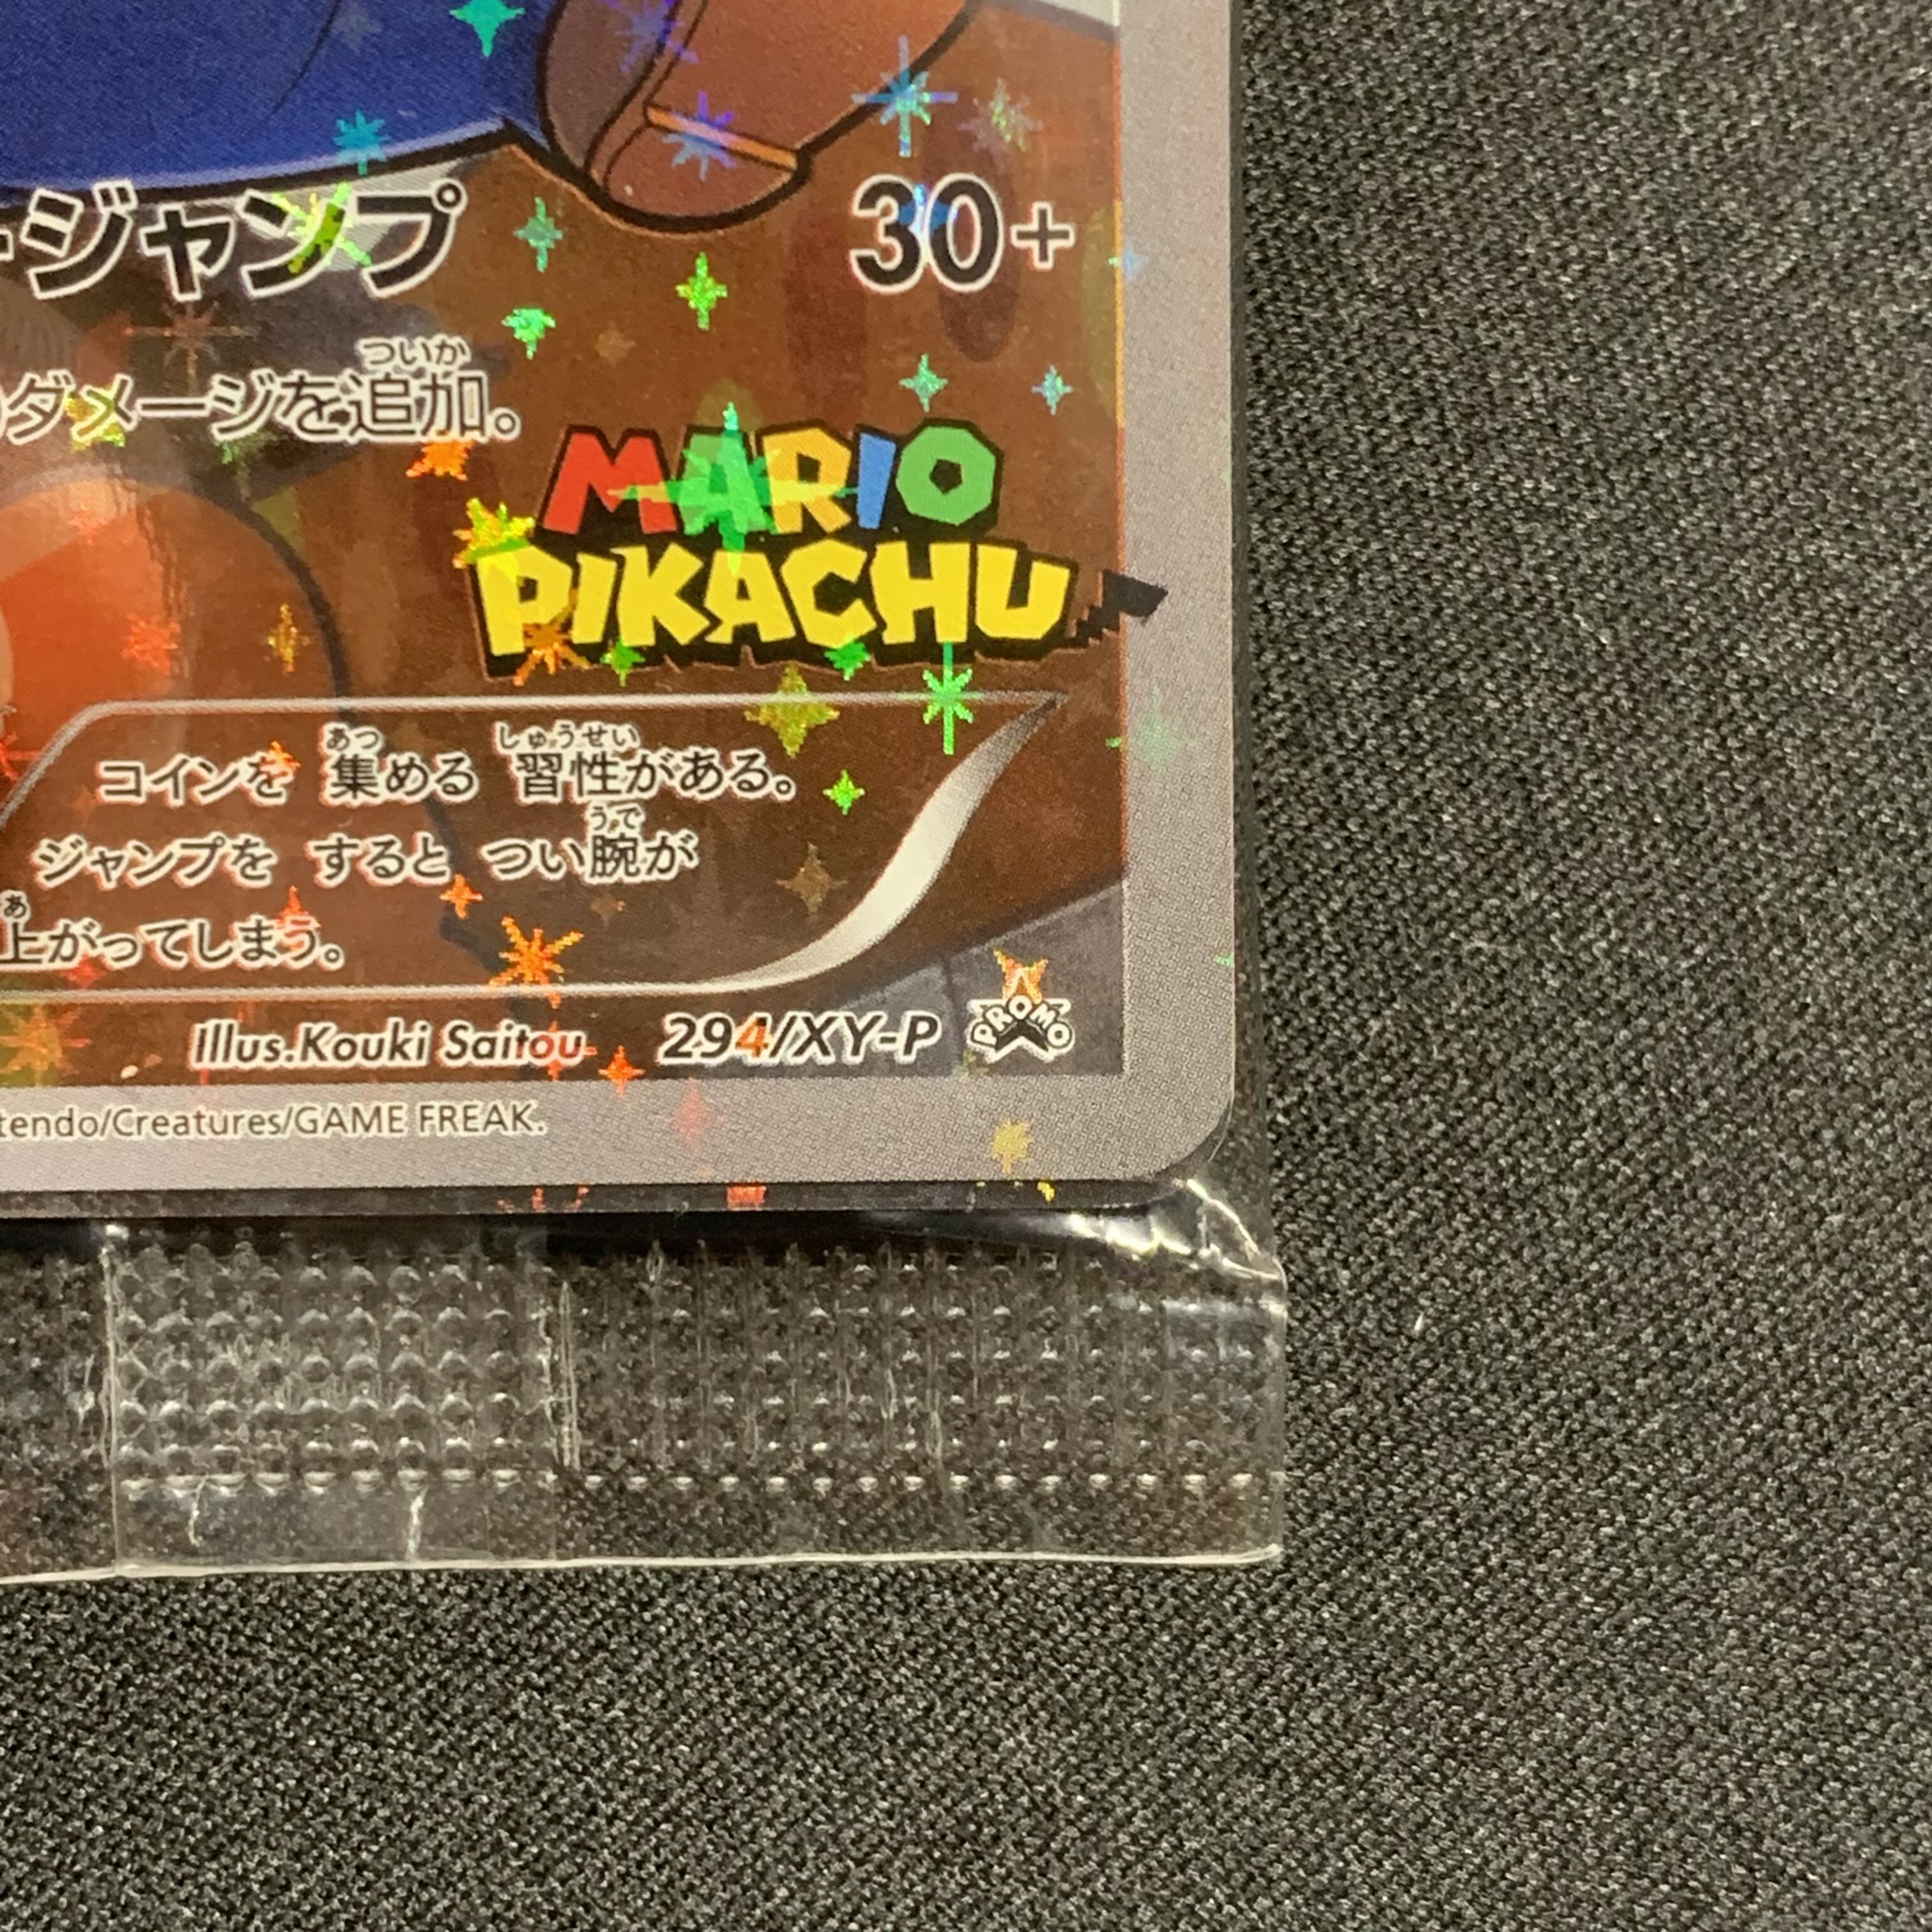 ージャンプ 30+
ついか
ダメージを追加。
MARIO
PIKACHU
あつ しゅうせい
コインを 集める 習性がある。
うで
ジャンプを すると つい腕が
あ
上がってしまう。
Illus.Kouki Saitou 294/XY-P PROMO
tendo/Creatures/GAME FREAK.